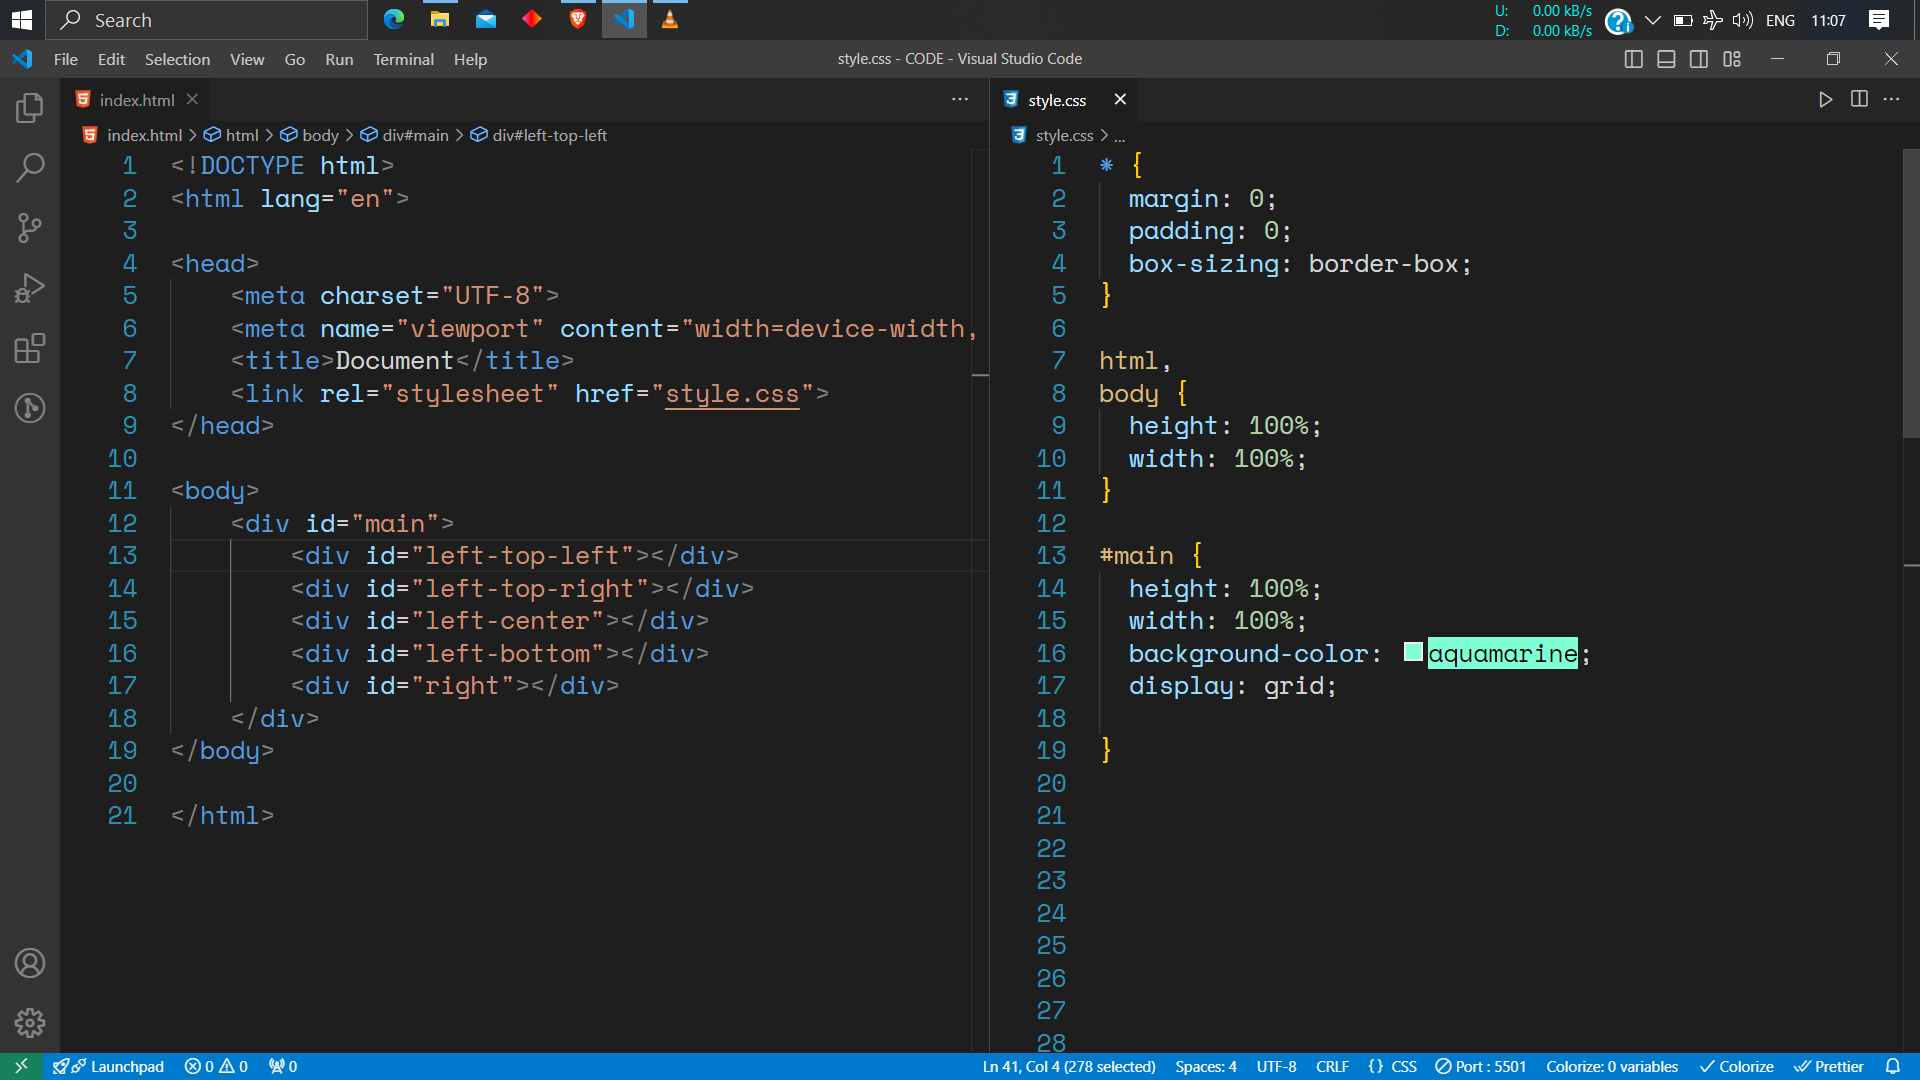 Search
U: 0.00 kB/s
D: 0.00 kB/s
ENG
11:07
File Edit Selection View Go Run Terminal Help
style.css - CODE - Visual Studio Code
index.html
index.html > html > body > div#main > div#left-top-left
1 <!DOCTYPE html>
2 <html lang="en">
3
4 <head>
5 <meta charset="UTF-8">
6 <meta name="viewport" content="width=device-width,
7 <title>Document</title>
8 <link rel="stylesheet" href="style.css">
9 </head>
10
11 <body>
12 <div id="main">
13 <div id="left-top-left"></div>
14 <div id="left-top-right"></div>
15 <div id="left-center"></div>
16 <div id="left-bottom"></div>
17 <div id="right"></div>
18 </div>
19 </body>
20
21 </html>
style.css
style.css > ...
1 * {
2 margin: 0;
3 padding: 0;
4 box-sizing: border-box;
5 }
6
7 html,
8 body {
9 height: 100%;
10 width: 100%;
11 }
12
13 #main {
14 height: 100%;
15 width: 100%;
16 background-color: aquamarine;
17 display: grid;
18
19 }
20
21
22
23
24
25
26
27
28
Launchpad 0 0 0
Ln 41, Col 4 (278 selected) Spaces: 4 UTF-8 CRLF {} CSS Port : 5501 Colorize: 0 variables Colorize Prettier